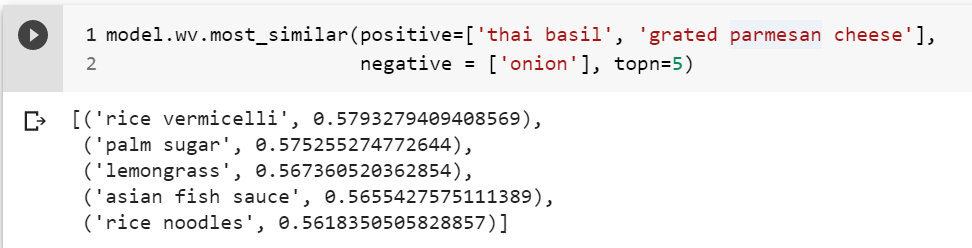 1 model.wv.most_similar(positive=['thai basil', 'grated parmesan cheese'],
2 negative = ['onion'], topn=5)
[('rice vermicelli', 0.5793279409408569),
('palm sugar', 0.575255274772644),
('lemongrass', 0.567360520362854),
('asian fish sauce', 0.5655427575111389),
('rice noodles', 0.5618350505828857)]